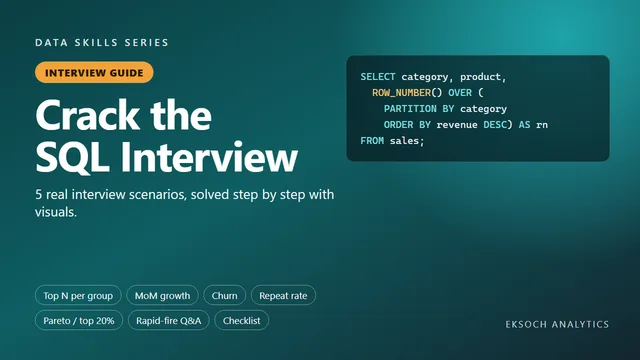 DATA SKILLS SERIES
INTERVIEW GUIDE
Crack the
SQL Interview
5 real interview scenarios, solved step by step with
visuals.
SELECT category, product,
ROW_NUMBER() OVER (
PARTITION BY category
ORDER BY revenue DESC) AS rn
FROM sales;
Top N per group
MoM growth
Churn
Repeat rate
Pareto / top 20%
Rapid-fire Q&A
Checklist
EKSOCH ANALYTICS